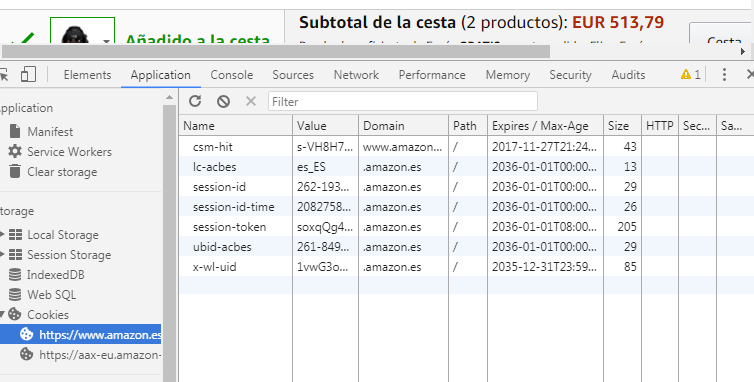 Subtotal de la cesta (2 productos): EUR 513,79
Añadido a la cesta
Cesta
Elements Application Console Sources Network Performance Memory Security Audits 1
Application
Manifest
Service Workers
Clear storage
Storage
Local Storage
Session Storage
IndexedDB
Web SQL
Cookies
https://www.amazon.es
https://aax-eu.amazon-
Filter
Name Value Domain Path Expires / Max-Age Size HTTP Sec... Sa...
csm-hit s-VH8H7... www.amazon... / 2017-11-27T21:24... 43
lc-acbes es_ES .amazon.es / 2036-01-01T00:00... 13
session-id 262-193... .amazon.es / 2036-01-01T00:00... 29
session-id-time 2082758... .amazon.es / 2036-01-01T00:00... 26
session-token soxqQg4... .amazon.es / 2036-01-01T08:00... 205
ubid-acbes 261-849... .amazon.es / 2036-01-01T00:00... 29
x-wl-uid 1vwG3o... .amazon.es / 2035-12-31T23:59... 85